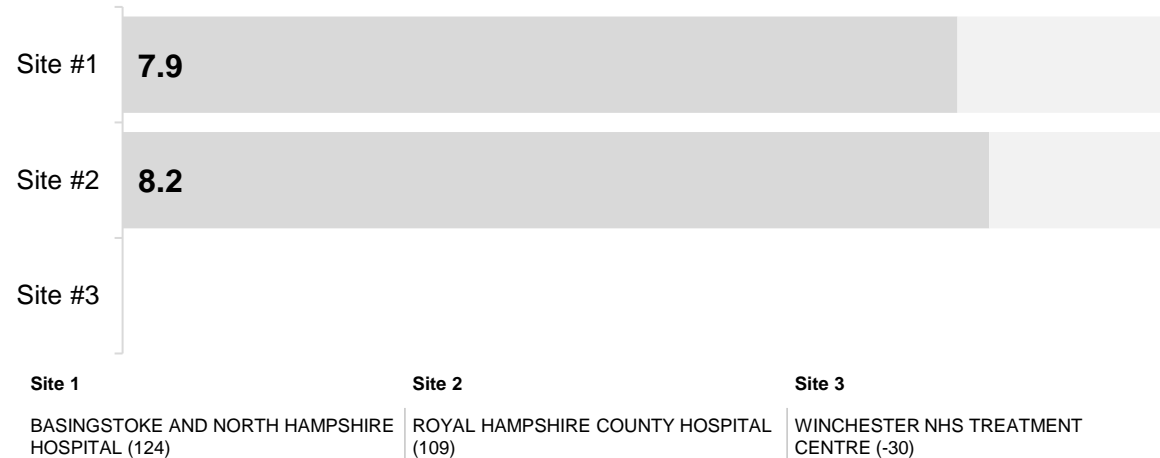 Site #1
7.9
Site #2
8.2
Site #3
Site 1
BASINGSTOKE AND NORTH HAMPSHIRE
HOSPITAL (124)
Site 2
ROYAL HAMPSHIRE COUNTY HOSPITAL
(109)
Site 3
WINCHESTER NHS TREATMENT
CENTRE (-30)